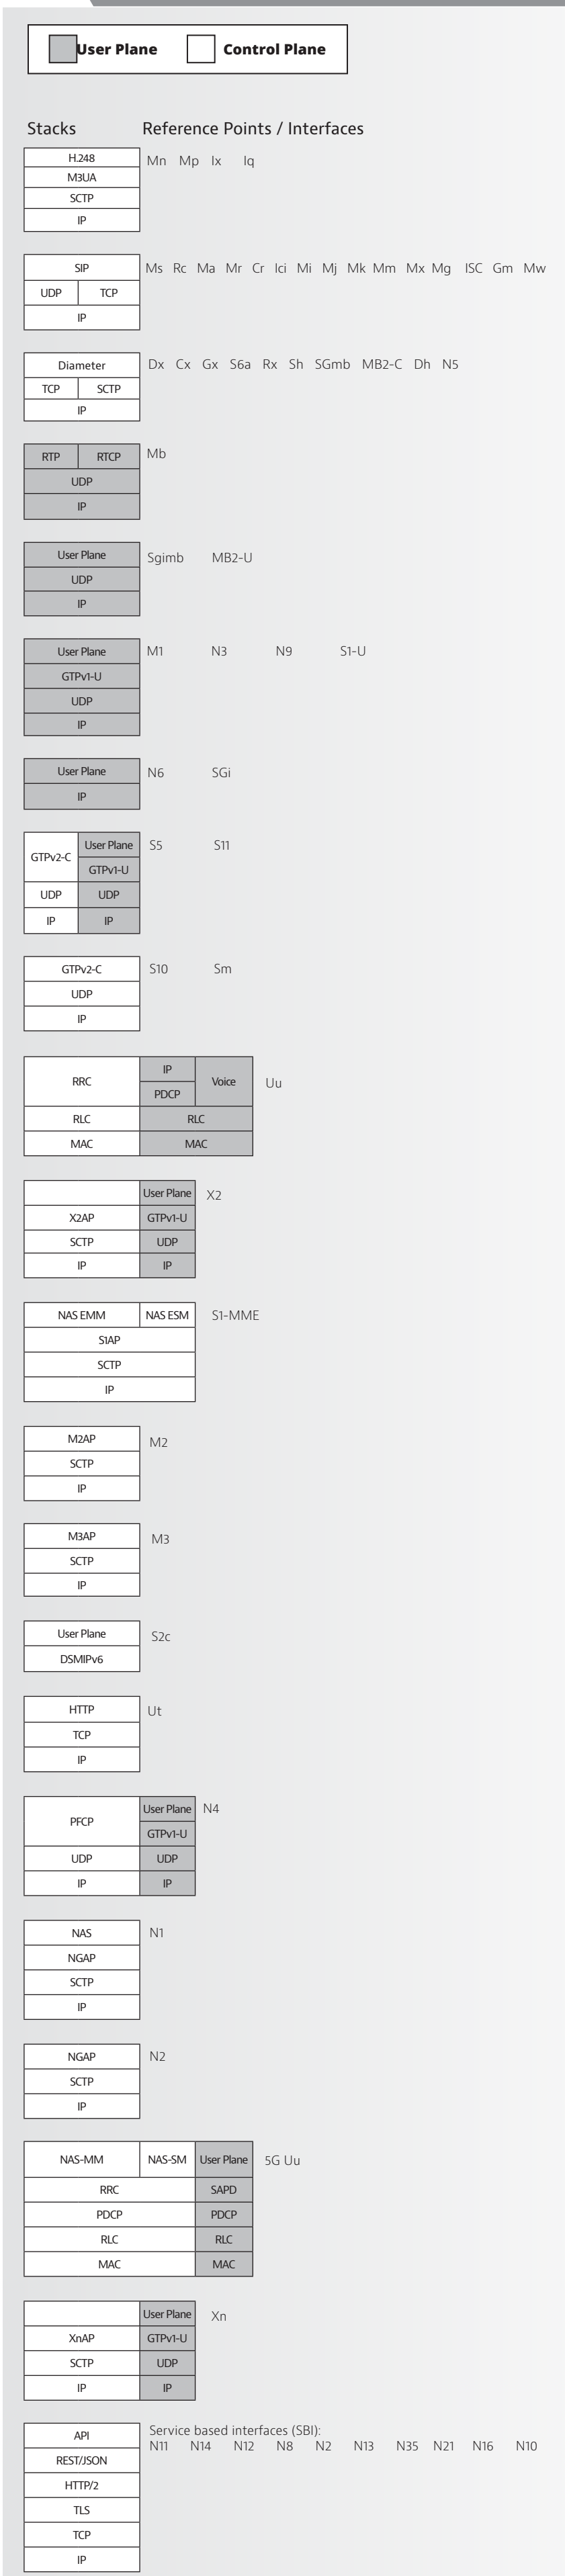 User Plane Control Plane
Stacks Reference Points / Interfaces
H.248 Mn Mp Ix Iq
M3UA
SCTP
IP
SIP Ms Rc Ma Mr Cr Ici Mi Mj Mk Mm Mx Mg ISC Gm Mw
UDP TCP
IP
Diameter Dx Cx Gx S6a Rx Sh SGmb MB2-C Dh N5
TCP SCTP
IP
RTP RTCP Mb
UDP
IP
User Plane Sgimb MB2-U
UDP
IP
User Plane M1 N3 N9 S1-U
GTPv1-U
UDP
IP
User Plane N6 SGi
IP
GTPv2-C User Plane S5 S11
GTPv1-U
UDP UDP
IP IP
GTPv2-C S10 Sm
UDP
IP
RRC IP Voice Uu
PDCP
RLC RLC
MAC MAC
User Plane X2
X2AP GTPv1-U
SCTP UDP
IP IP
NAS EMM NAS ESM S1-MME
S1AP
SCTP
IP
M2AP M2
SCTP
IP
M3AP M3
SCTP
IP
User Plane S2c
DSMIPv6
HTTP Ut
TCP
IP
PFCP User Plane N4
GTPv1-U
UDP UDP
IP IP
NAS N1
NGAP
SCTP
IP
NGAP N2
SCTP
IP
NAS-MM NAS-SM User Plane 5G Uu
RRC SAPD
PDCP PDCP
RLC RLC
MAC MAC
User Plane Xn
XnAP GTPv1-U
SCTP UDP
IP IP
API Service based interfaces (SBI):
N11 N14 N12 N8 N2 N13 N35 N21 N16 N10
REST/JSON
HTTP/2
TLS
TCP
IP